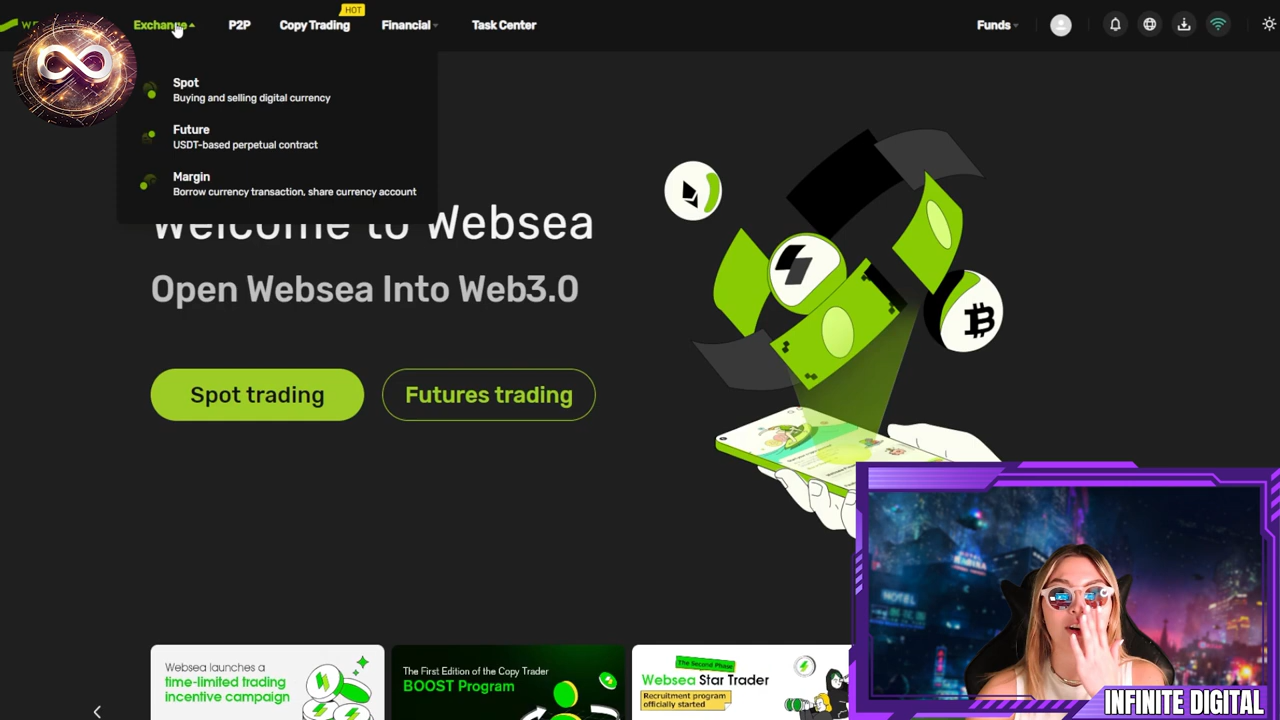 WE
Exchange
P2P
HOT
Copy Trading
Financial
Task Center
Funds
Spot
Buying and selling digital currency
Future
USDT-based perpetual contract
Margin
Borrow currency transaction, share currency account
Welcome to Websea
Open Websea Into Web3.0
Spot trading
Futures trading
Websea launches a
time-limited trading
incentive campaign
The First Edition of the Copy Trader
BOOST Program
The Second Phase
Websea Star Trader
Recruitment program
officially started
HOTEL
INFINITE DIGITAL